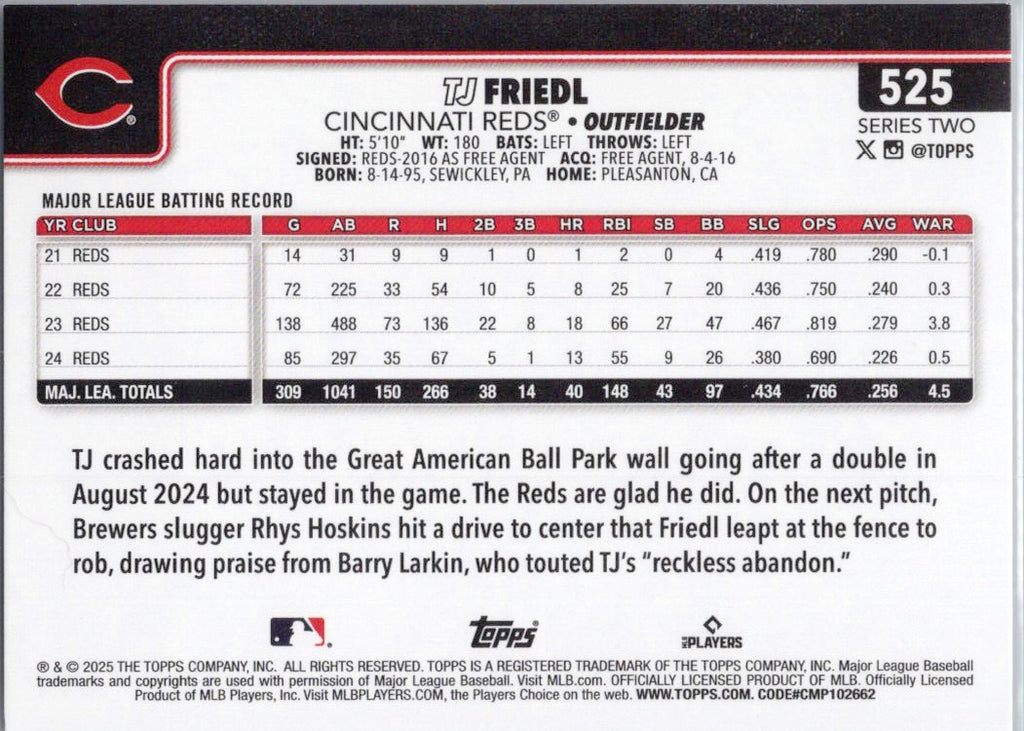 TJ FRIEDL
525
CINCINNATI REDS® • OUTFIELDER
SERIES TWO
HT: 5'10" WT: 180 BATS: LEFT THROWS: LEFT
@TOPPS
SIGNED: REDS-2016 AS FREE AGENT ACQ: FREE AGENT, 8-4-16
BORN: 8-14-95, SEWICKLEY, PA HOME: PLEASANTON, CA
MAJOR LEAGUE BATTING RECORD
YR CLUB G AB R H 2B 3B HR RBI SB BB SLG OPS AVG WAR
21 REDS 14 31 9 9 1 0 1 2 0 4 .419 .780 .290 -0.1
22 REDS 72 225 33 54 10 5 8 25 7 20 .436 .750 .240 0.3
23 REDS 138 488 73 136 22 8 18 66 27 47 .467 .819 .279 3.8
24 REDS 85 297 35 67 5 1 13 55 9 26 .380 .690 .226 0.5
MAJ. LEA. TOTALS 309 1041 150 266 38 14 40 148 43 97 .434 .766 .256 4.5
TJ crashed hard into the Great American Ball Park wall going after a double in
August 2024 but stayed in the game. The Reds are glad he did. On the next pitch,
Brewers slugger Rhys Hoskins hit a drive to center that Friedl leapt at the fence to
rob, drawing praise from Barry Larkin, who touted TJ's "reckless abandon."
Topps®
MLB PLAYERS
® & © 2025 THE TOPPS COMPANY, INC. ALL RIGHTS RESERVED. TOPPS IS A REGISTERED TRADEMARK OF THE TOPPS COMPANY, INC. Major League Baseball
trademarks and copyrights are used with permission of Major League Baseball. Visit MLB.com. OFFICIALLY LICENSED PRODUCT OF MLB. Officially Licensed
Product of MLB Players, Inc. Visit MLBPLAYERS.COM, the Players Choice on the web. WWW.TOPPS.COM. CODE#CMP102662